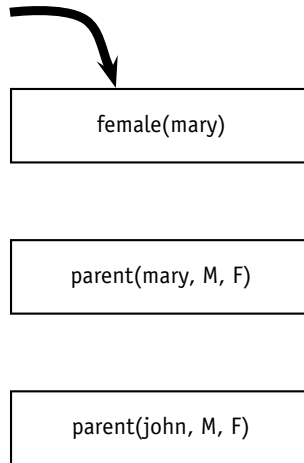 female(mary)
parent(mary, M, F)
parent(john, M, F)